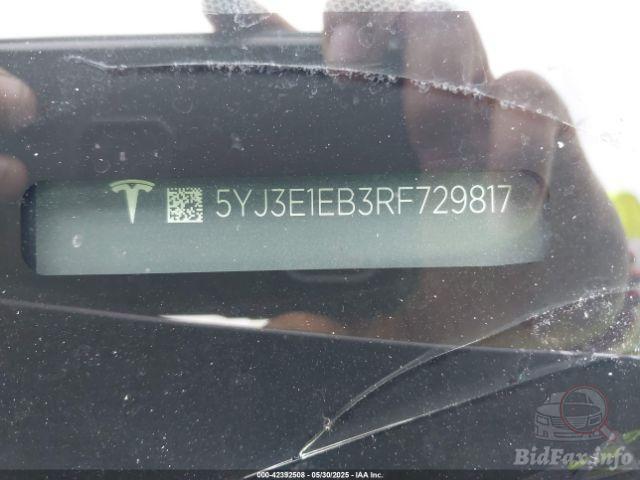 5YJ3E1EB3RF729817
BidFax.info
000-42392508 - 05/30/2025 - IAA Inc.